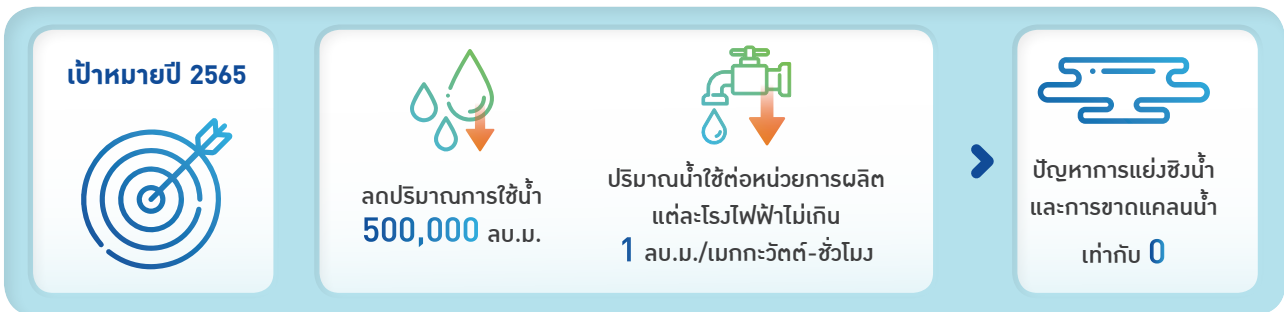 เป้าหมายปี 2565
ลดปริมาณการใช้น้ำ
500,000 ลบ.ม.
ปริมาณน้ำใช้ต่อหน่วยการผลิต
แต่ละโรงไฟฟ้าไม่เกิน
1 ลบ.ม./เมกกะวัตต์-ชั่วโมง
ปัญหาการแย่งชิงน้ำ
และการขาดแคลนน้ำ
เท่ากับ 0